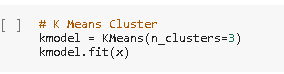 [ ] # K Means Cluster
kmodel = KMeans(n_clusters=3)
kmodel.fit(x)